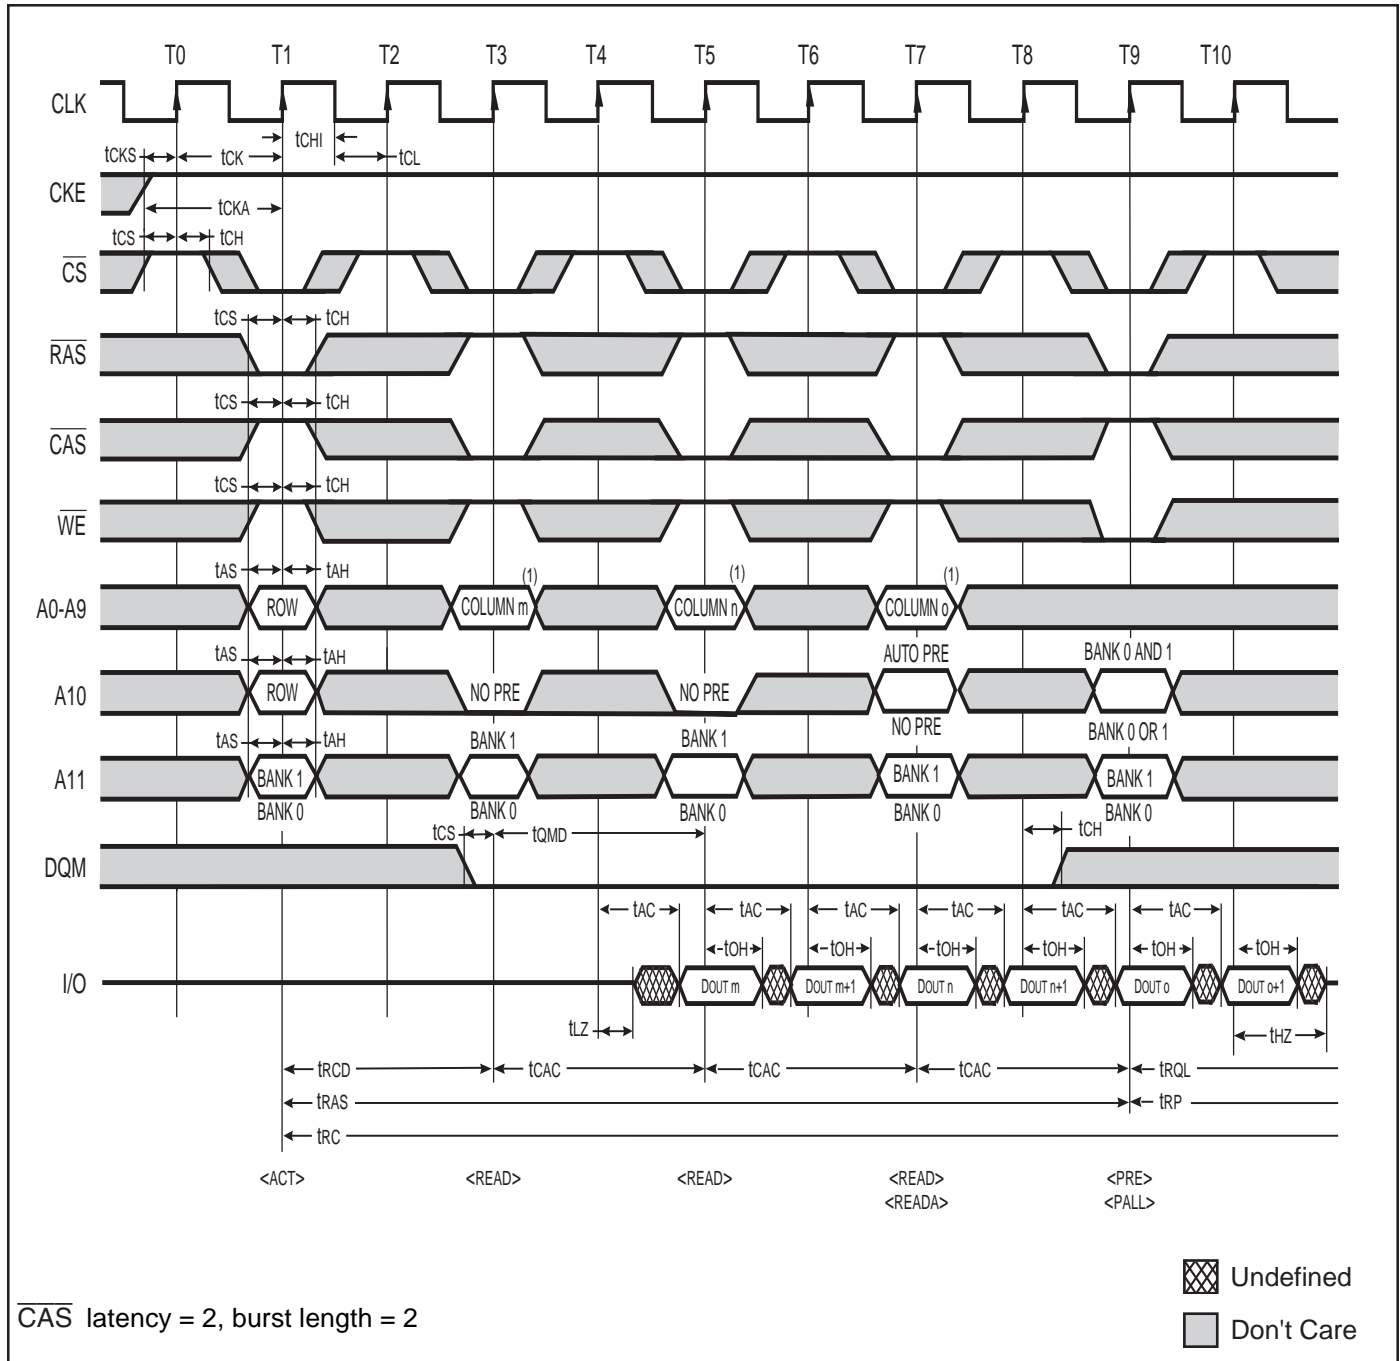 T0 T1 T2 T3 T4 T5 T6 T7 T8 T9 T10
CLK
tCHI
tCKS tCK tCL
CKE
tCKA
tCS tCH
CS
tCS tCH
RAS
tCS tCH
CAS
tCS tCH
WE
tAS tAH (1) (1) (1)
A0-A9 ROW COLUMN m COLUMN n COLUMN o
tAS tAH AUTO PRE BANK 0 AND 1
A10 ROW NO PRE NO PRE
NO PRE BANK 0 OR 1
tAS tAH BANK 1 BANK 1
A11 BANK 1 BANK 1 BANK 1
BANK 0 BANK 0 BANK 0 BANK 0 BANK 0
tCS tQMD tCH
DQM
tAC tAC tAC tAC tAC tAC
tOH tOH tOH tOH tOH tOH
I/O DOUT m DOUT m+1 DOUT n DOUT n+1 DOUT o DOUT o+1
tLZ tHZ
tRCD tCAC tCAC tCAC tRQL
tRAS tRP
tRC
<ACT> <READ> <READ> <READ> <PRE>
<READA> <PALL>
Undefined
CAS latency = 2, burst length = 2
Don't Care